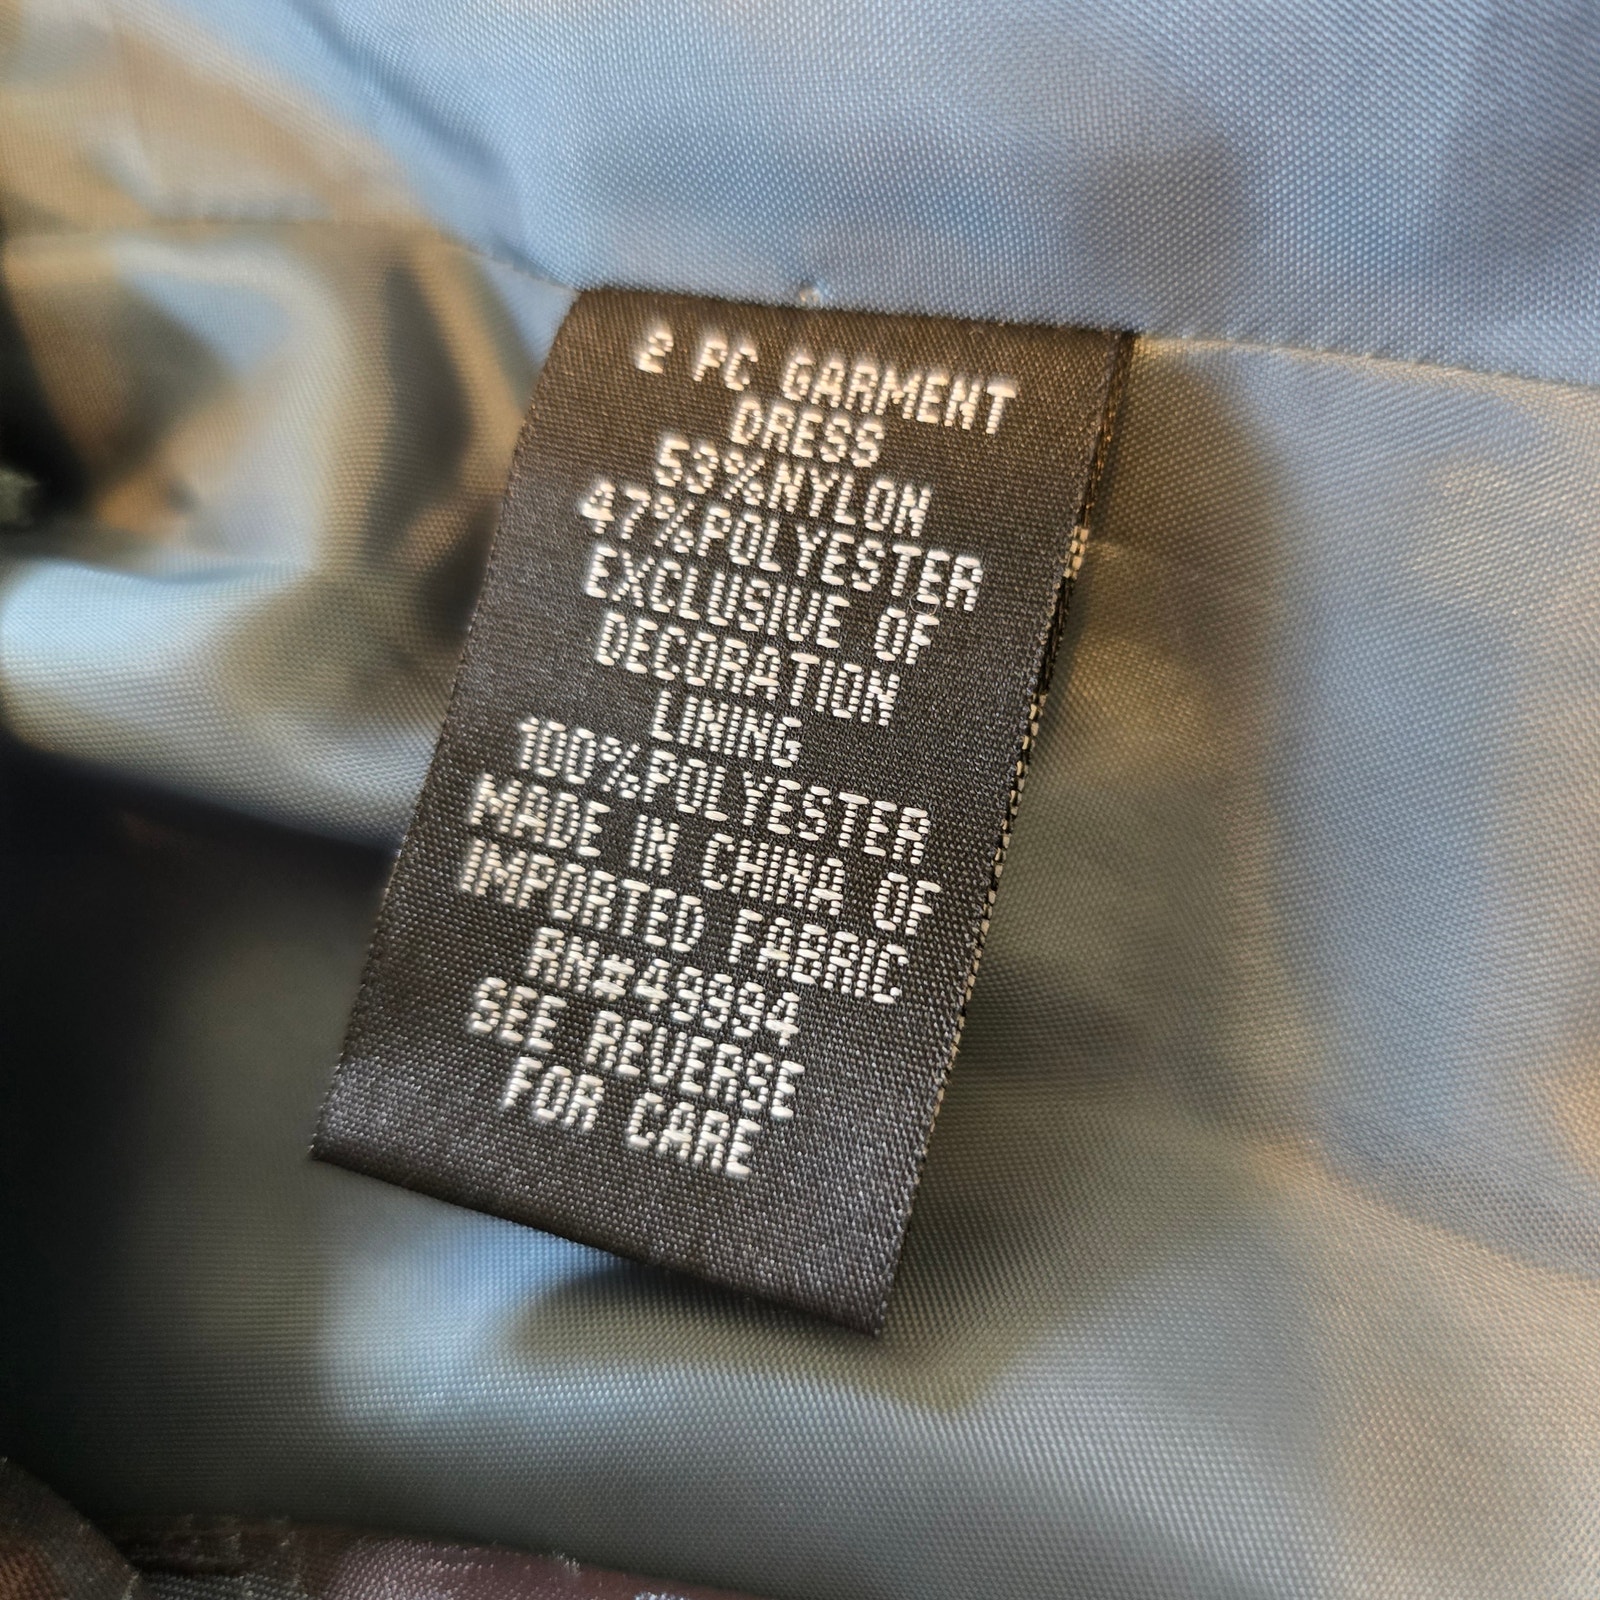 2 PC GARMENT
DRESS
53%NYLON
47%POLYESTER
EXCLUSIVE OF
DECORATION
LINING
100%POLYESTER
MADE IN CHINA OF
IMPORTED FABRIC
RN#49994
SEE REVERSE
FOR CARE